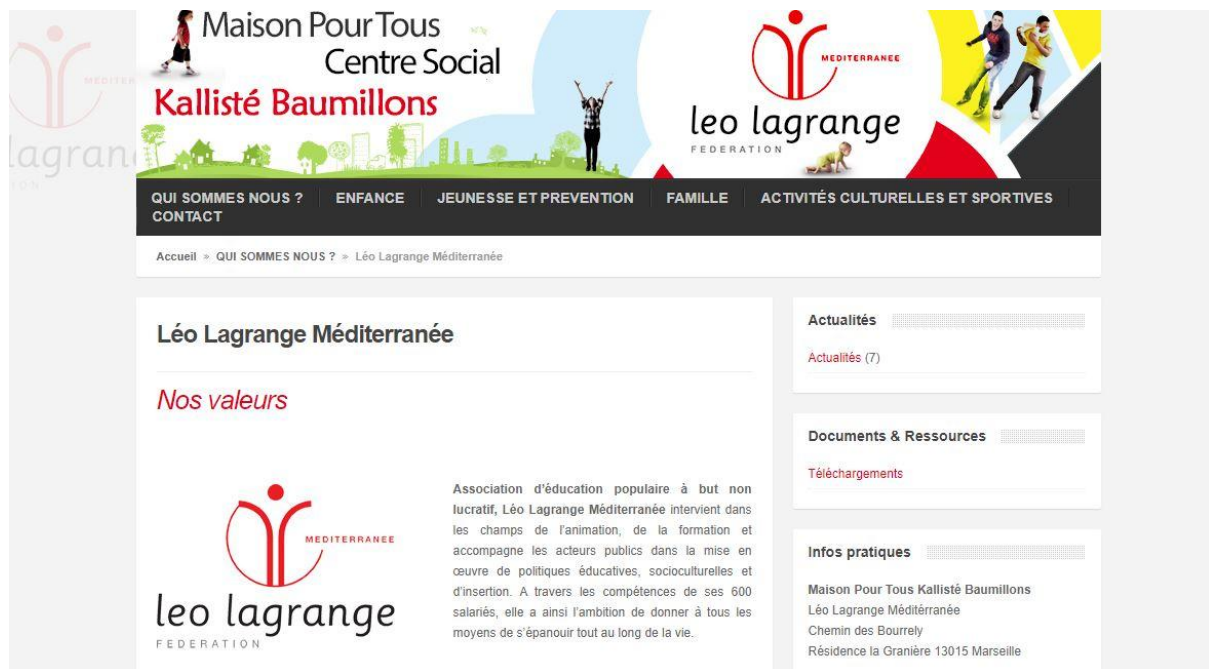 Maison Pour Tous
Centre Social
Kallisté Baumillons
MEDITERRANEE
leo lagrange
FEDERATION
QUI SOMMES NOUS ?
ENFANCE
JEUNESSE ET PREVENTION
FAMILLE
ACTIVITÉS CULTURELLES ET SPORTIVES
CONTACT
Accueil » QUI SOMMES NOUS ? » Léo Lagrange Méditerranée
Léo Lagrange Méditerranée
Nos valeurs
MEDITERRANEE
leo lagrange
FEDERATION
Association d'éducation populaire à but non
lucratif, Léo Lagrange Méditerranée intervient dans
les champs de l'animation, de la formation et
accompagne les acteurs publics dans la mise en
œuvre de politiques éducatives, socioculturelles et
d'insertion. A travers les compétences de ses 600
salariés, elle a ainsi l'ambition de donner à tous les
moyens de s'épanouir tout au long de la vie.
Actualités
Actualités (7)
Documents & Ressources
Téléchargements
Infos pratiques
Maison Pour Tous Kallisté Baumillons
Léo Lagrange Méditérranée
Chemin des Bourrely
Résidence la Granière 13015 Marseille